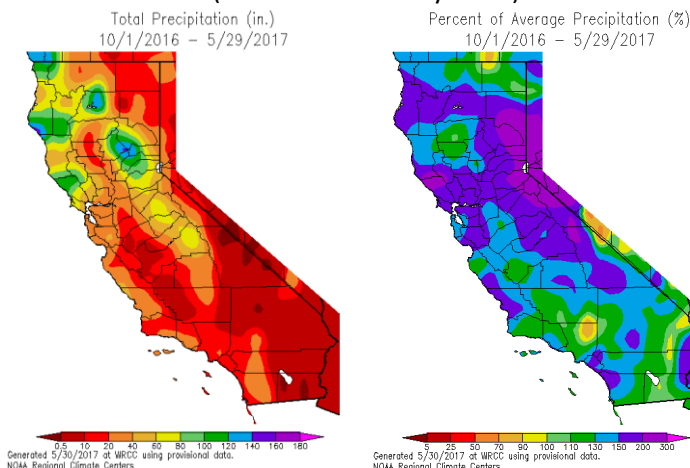 Total Precipitation (in.)
10/1/2016 – 5/29/2017
0.5 10 20 40 60 80 100 120 140 160 180
Generated 5/30/2017 at WRCC using provisional data.
NOAA Regional Climate Centers
Percent of Average Precipitation (%)
10/1/2016 – 5/29/2017
5 25 50 70 90 100 110 130 150 200 300
Generated 5/30/2017 at WRCC using provisional data.
NOAA Regional Climate Centers